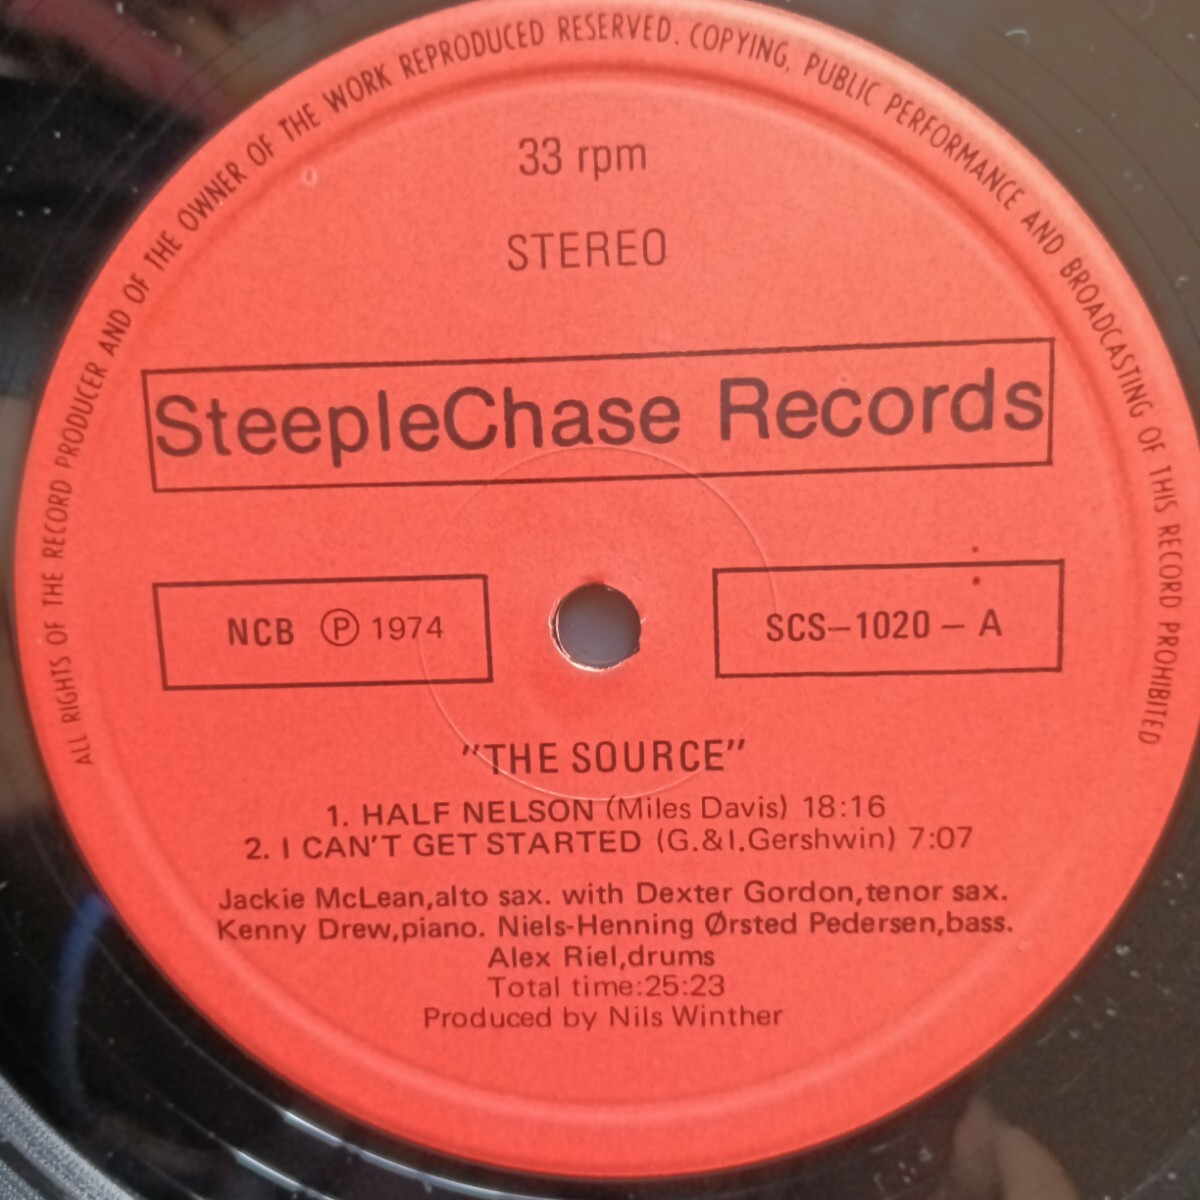 ALL RIGHTS OF THE RECORD PRODUCER AND OF THE OWNER OF THE WORK REPRODUCED RESERVED. COPYING, PUBLIC PERFORMANCE AND BROADCASTING OF THIS RECORD PROHIBITED
33 rpm
STEREO
SteepleChase Records
NCB Ⓟ 1974
SCS–1020 – A
"THE SOURCE"
1. HALF NELSON (Miles Davis) 18:16
2. I CAN'T GET STARTED (G.&I.Gershwin) 7:07
Jackie McLean,alto sax. with Dexter Gordon,tenor sax.
Kenny Drew,piano. Niels-Henning Ørsted Pedersen,bass.
Alex Riel,drums
Total time:25:23
Produced by Nils Winther